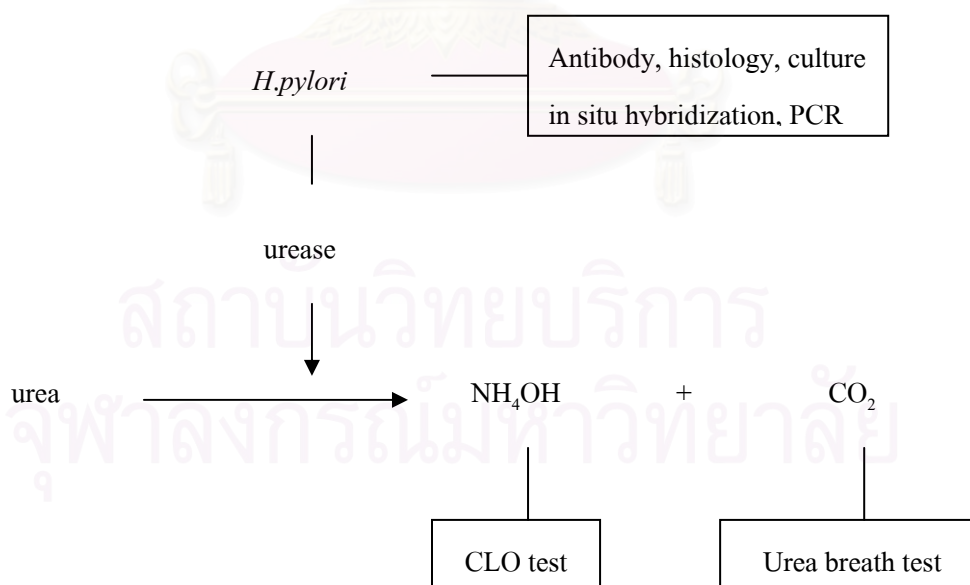 H.pylori
Antibody, histology, culture
in situ hybridization, PCR
urease
สถาบันวิทยบริการ
urea
NH₄OH + CO₂
จุฬาลงกรณ์มหาวิทยาลัย
CLO test
Urea breath test